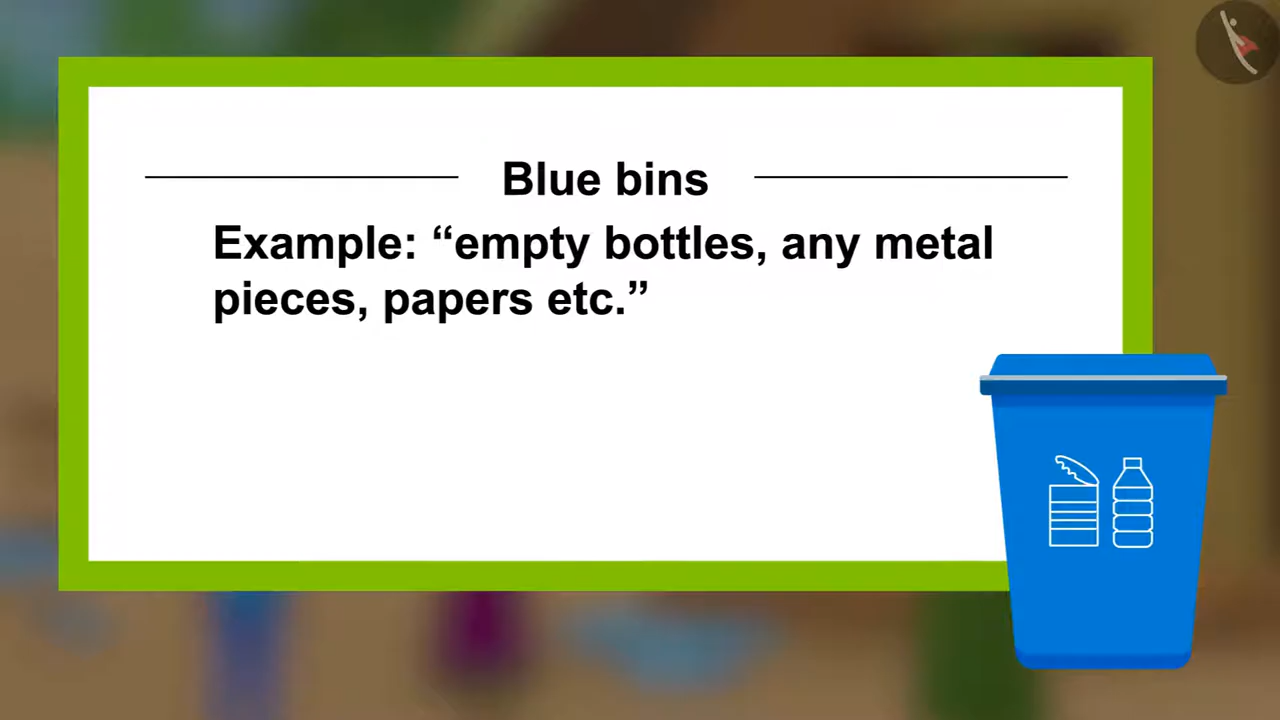 Blue bins
Example: “empty bottles, any metal
pieces, papers etc.”